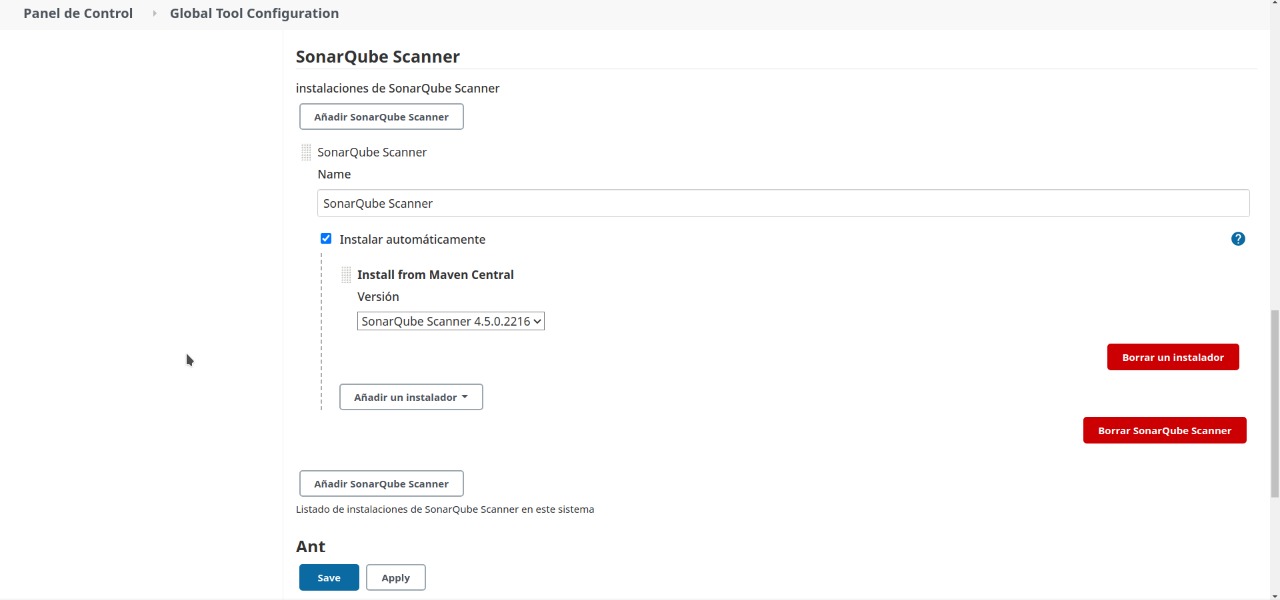 Panel de Control
Global Tool Configuration
SonarQube Scanner
instalaciones de SonarQube Scanner
Añadir SonarQube Scanner
SonarQube Scanner
Name
SonarQube Scanner
Instalar automáticamente
?
Install from Maven Central
Versión
SonarQube Scanner 4.5.0.2216
Borrar un instalador
Añadir un instalador
Borrar SonarQube Scanner
Añadir SonarQube Scanner
Listado de instalaciones de SonarQube Scanner en este sistema
Ant
Save Apply